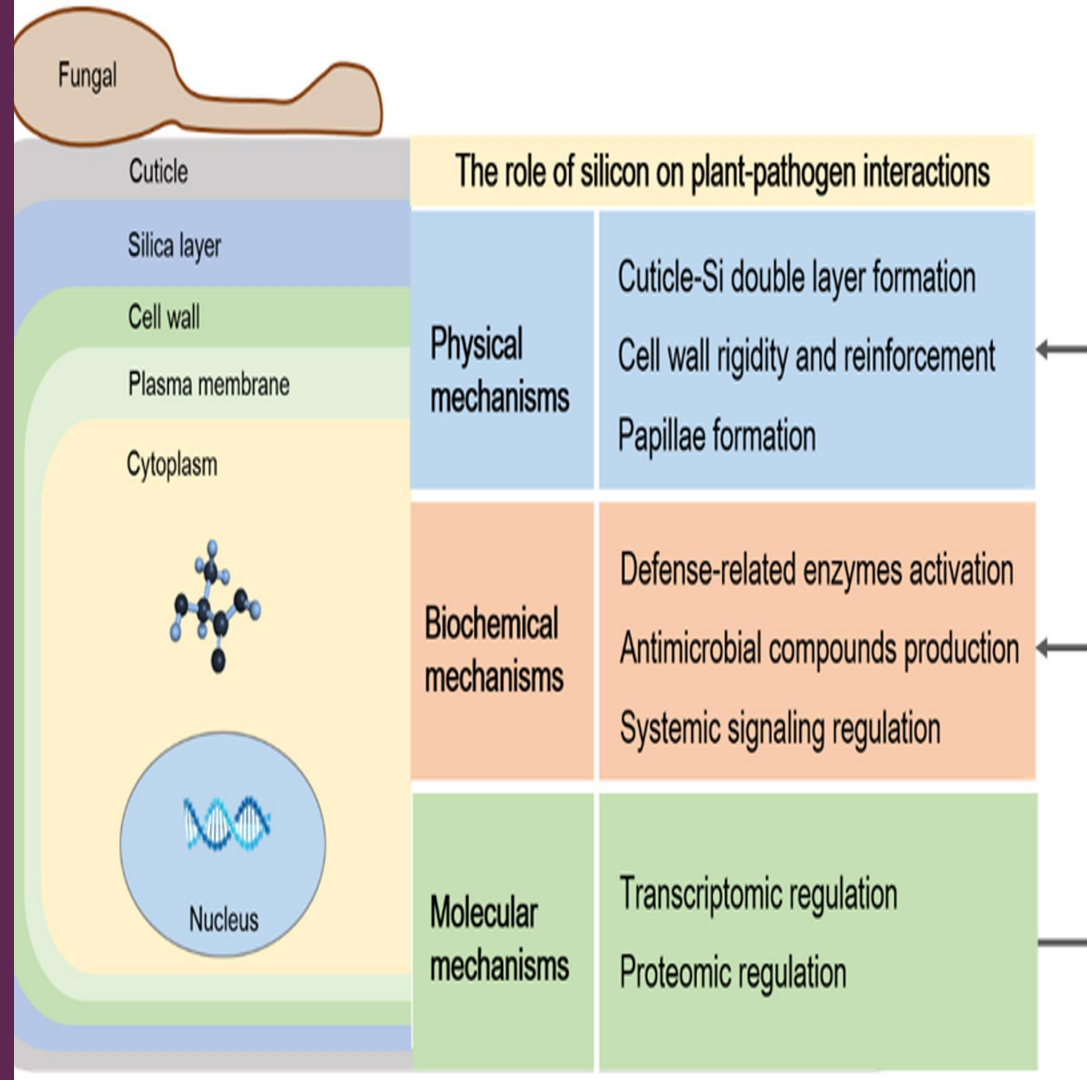 Fungal
Cuticle
Silica layer
Cell wall
Plasma membrane
Cytoplasm
Nucleus
The role of silicon on plant-pathogen interactions
Physical
mechanisms
Cuticle-Si double layer formation
Cell wall rigidity and reinforcement
Papillae formation
Biochemical
mechanisms
Defense-related enzymes activation
Antimicrobial compounds production
Systemic signaling regulation
Molecular
mechanisms
Transcriptomic regulation
Proteomic regulation